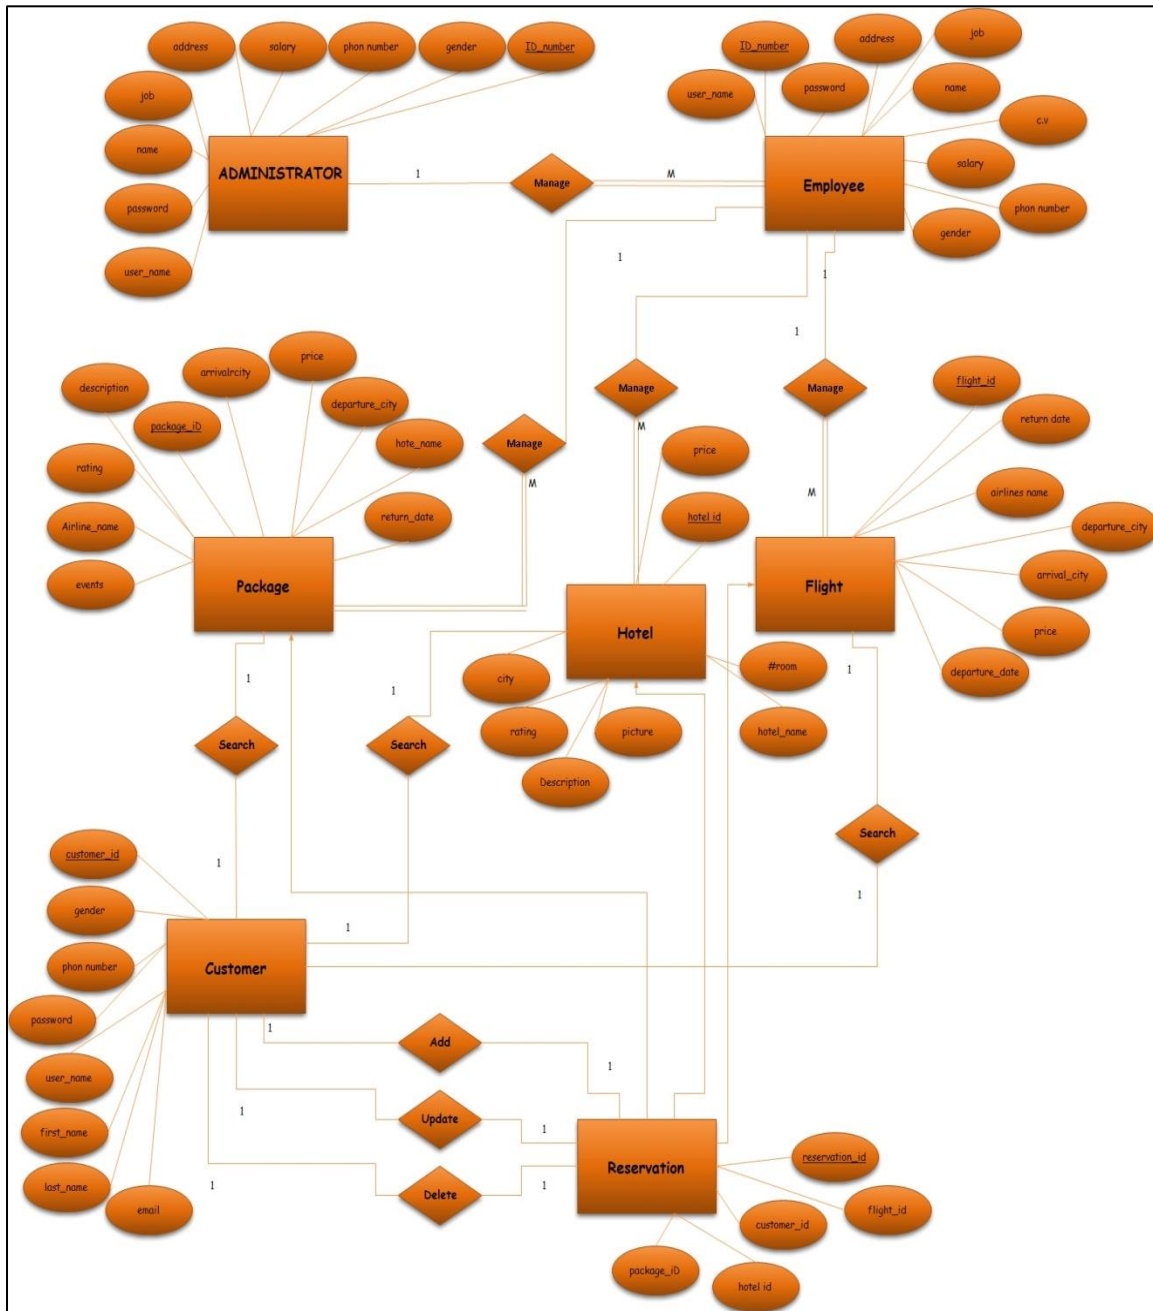 address
salary
phon number
gender
ID_number
job
name
password
user_name
ADMINISTRATOR
1
Manage
M
ID_number
address
job
user_name
password
name
c.v
salary
phon number
gender
Employee
1
1
1
Manage
Manage
Manage
M
M
M
description
arrivalrcity
price
package_iD
departure_city
hote_name
rating
return_date
Airline_name
events
Package
price
hotel id
Hotel
city
#room
rating
picture
hotel_name
Description
flight_id
return date
airlines name
departure_city
arrival_city
price
departure_date
Flight
1
1
1
Search
Search
Search
1
1
1
customer_id
gender
phon number
password
user_name
first_name
last_name
email
Customer
1
Add
1
1
Update
1
1
Delete
1
Reservation
reservation_id
flight_id
customer_id
package_iD
hotel id